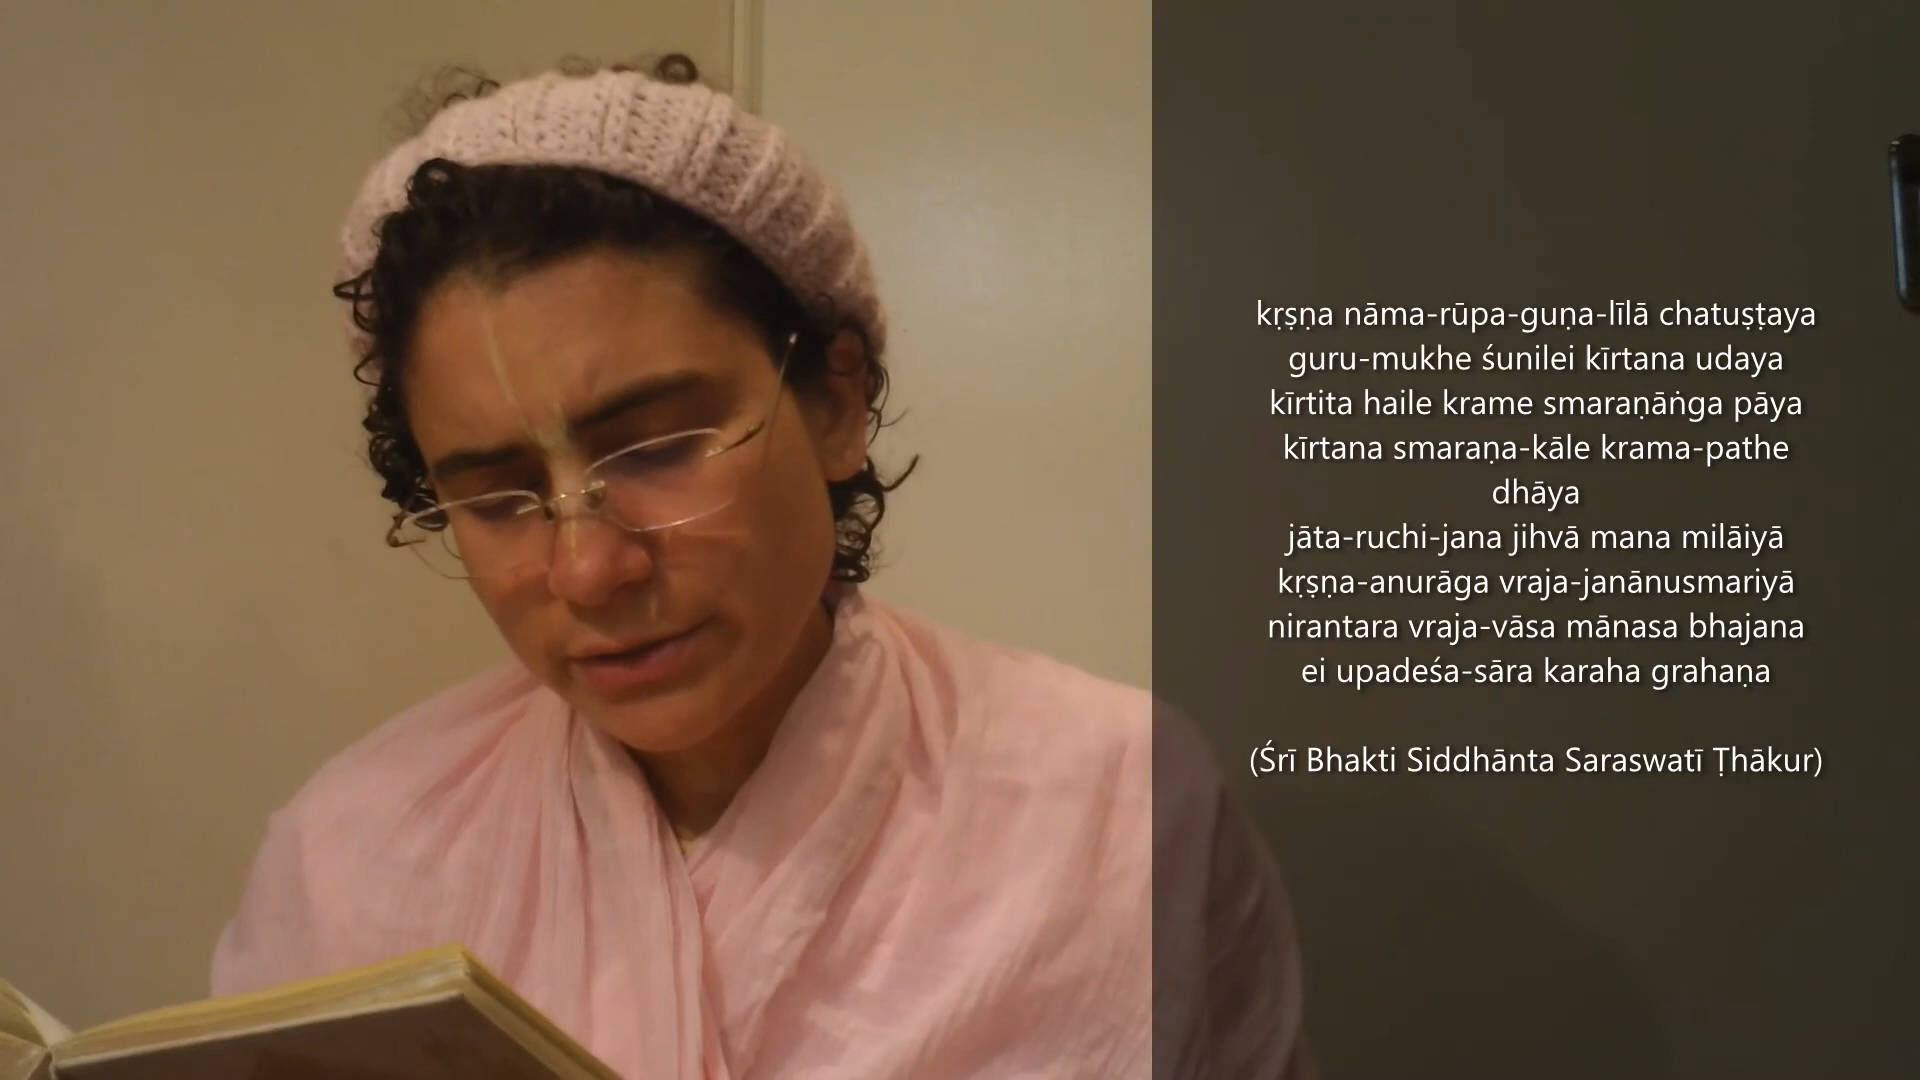 kṛṣṇa nāma-rūpa-guṇa-līlā chatuṣṭaya
guru-mukhe śunilei kīrtana udaya
kīrtita haile krame smaraṇāṅga pāya
kīrtana smaraṇa-kāle krama-pathe
dhāya
jāta-ruchi-jana jihvā mana milāiyā
kṛṣṇa-anurāga vraja-janānusmariyā
nirantara vraja-vāsa mānasa bhajana
ei upadeśa-sāra karaha grahaṇa
(Śrī Bhakti Siddhānta Saraswatī Ṭhākur)